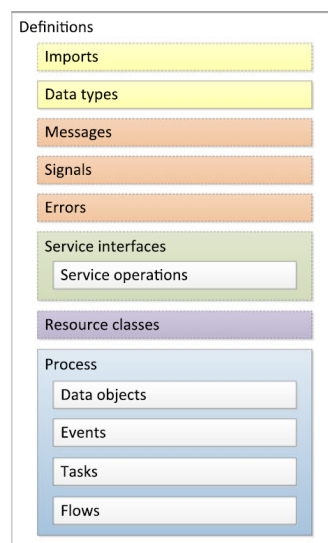 Definitions
Imports
Data types
Messages
Signals
Errors
Service interfaces
Service operations
Resource classes
Process
Data objects
Events
Tasks
Flows